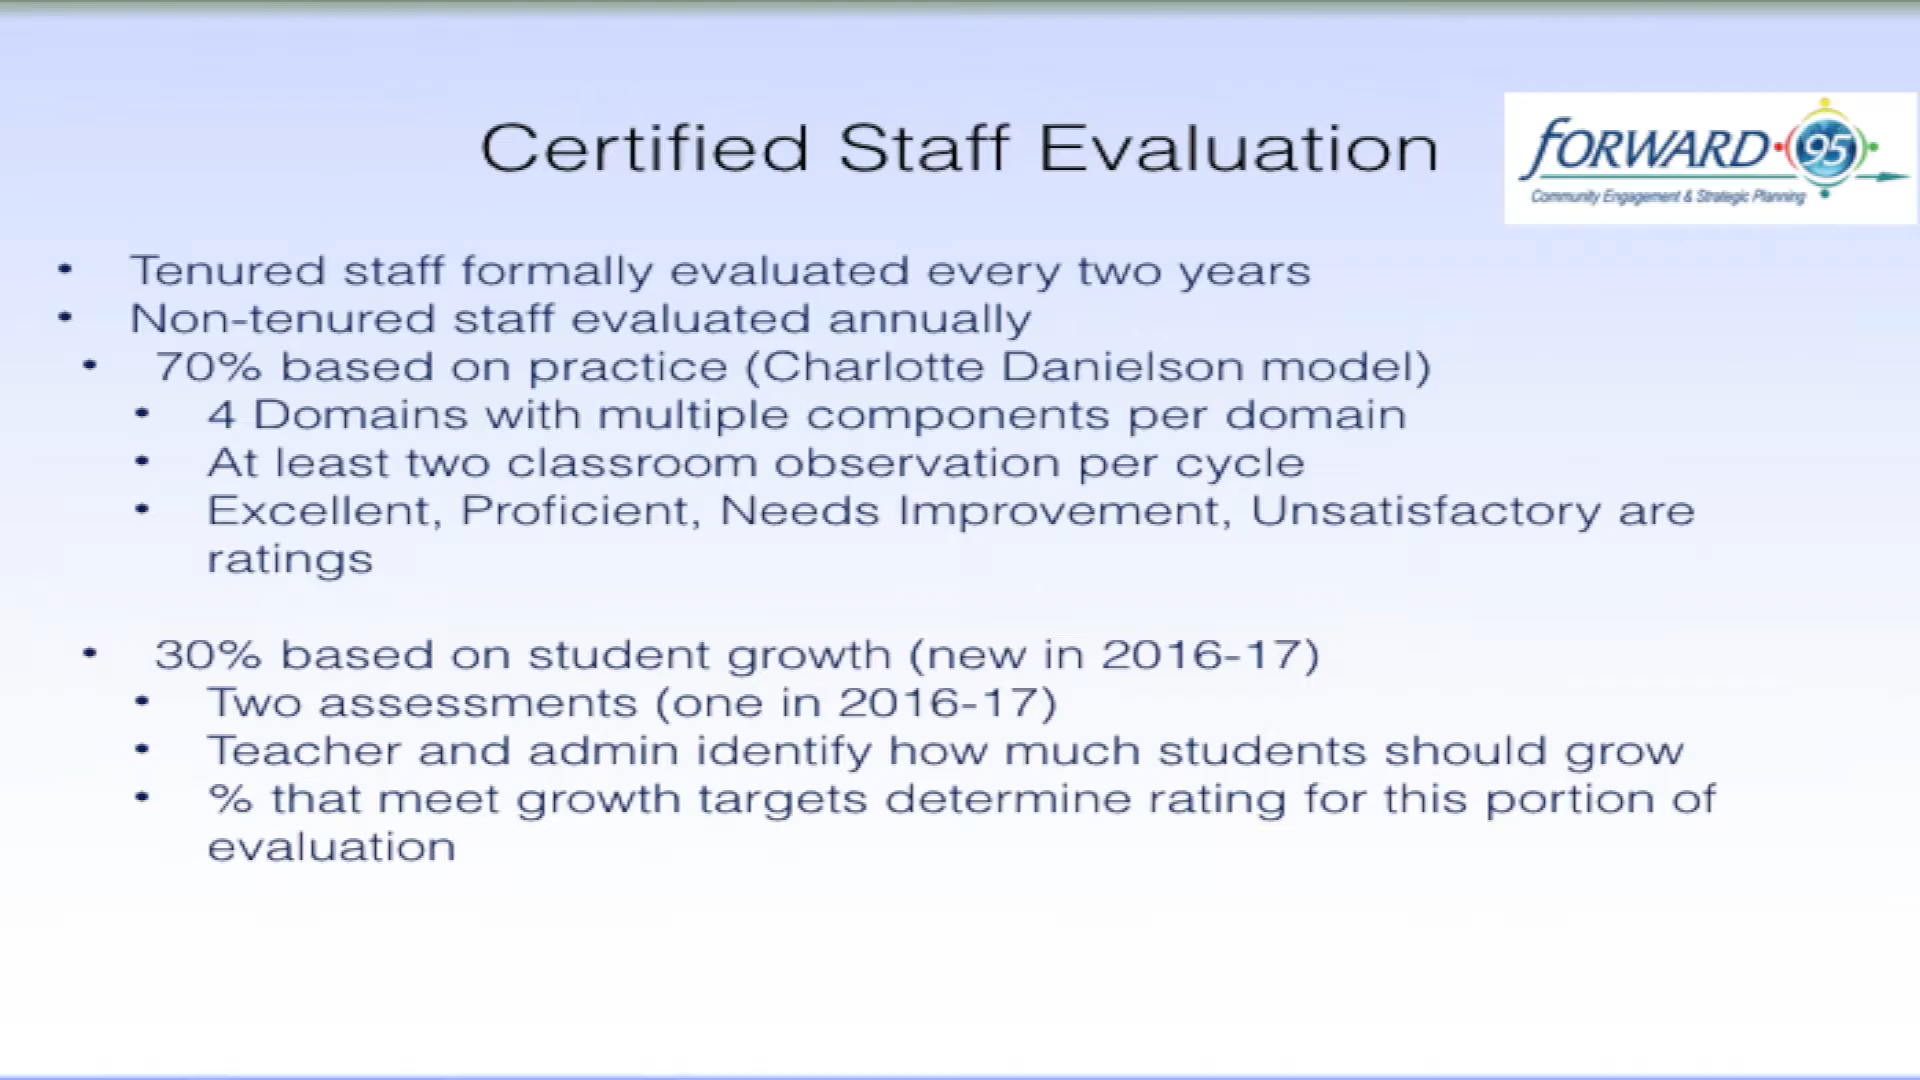 Certified Staff Evaluation
FORWARD 95
Community Engagement & Strategic Planning
• Tenured staff formally evaluated every two years
• Non-tenured staff evaluated annually
• 70% based on practice (Charlotte Danielson model)
• 4 Domains with multiple components per domain
• At least two classroom observation per cycle
• Excellent, Proficient, Needs Improvement, Unsatisfactory are
ratings
• 30% based on student growth (new in 2016-17)
• Two assessments (one in 2016-17)
• Teacher and admin identify how much students should grow
• % that meet growth targets determine rating for this portion of
evaluation